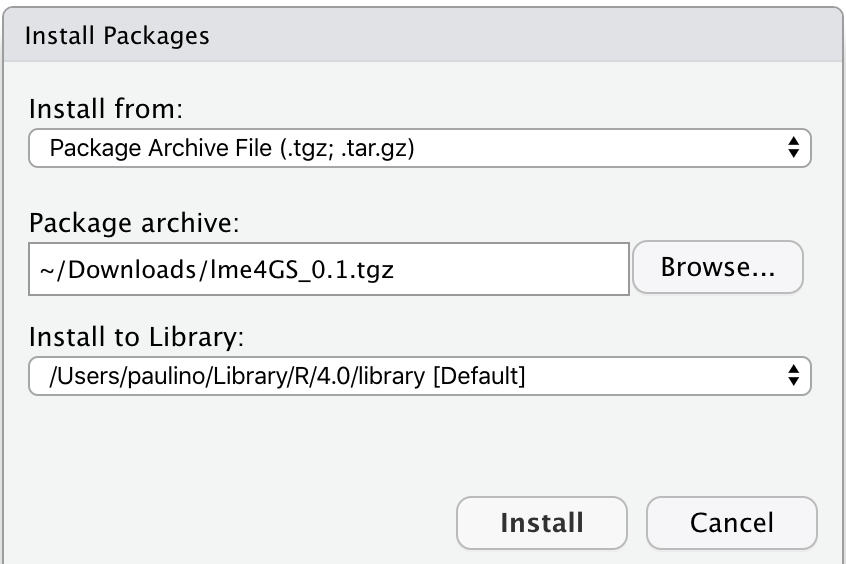 Install Packages
Install from:
Package Archive File (.tgz; .tar.gz)
Package archive:
~/Downloads/lme4GS_0.1.tgz
Browse...
Install to Library:
/Users/paulino/Library/R/4.0/library [Default]
Install
Cancel